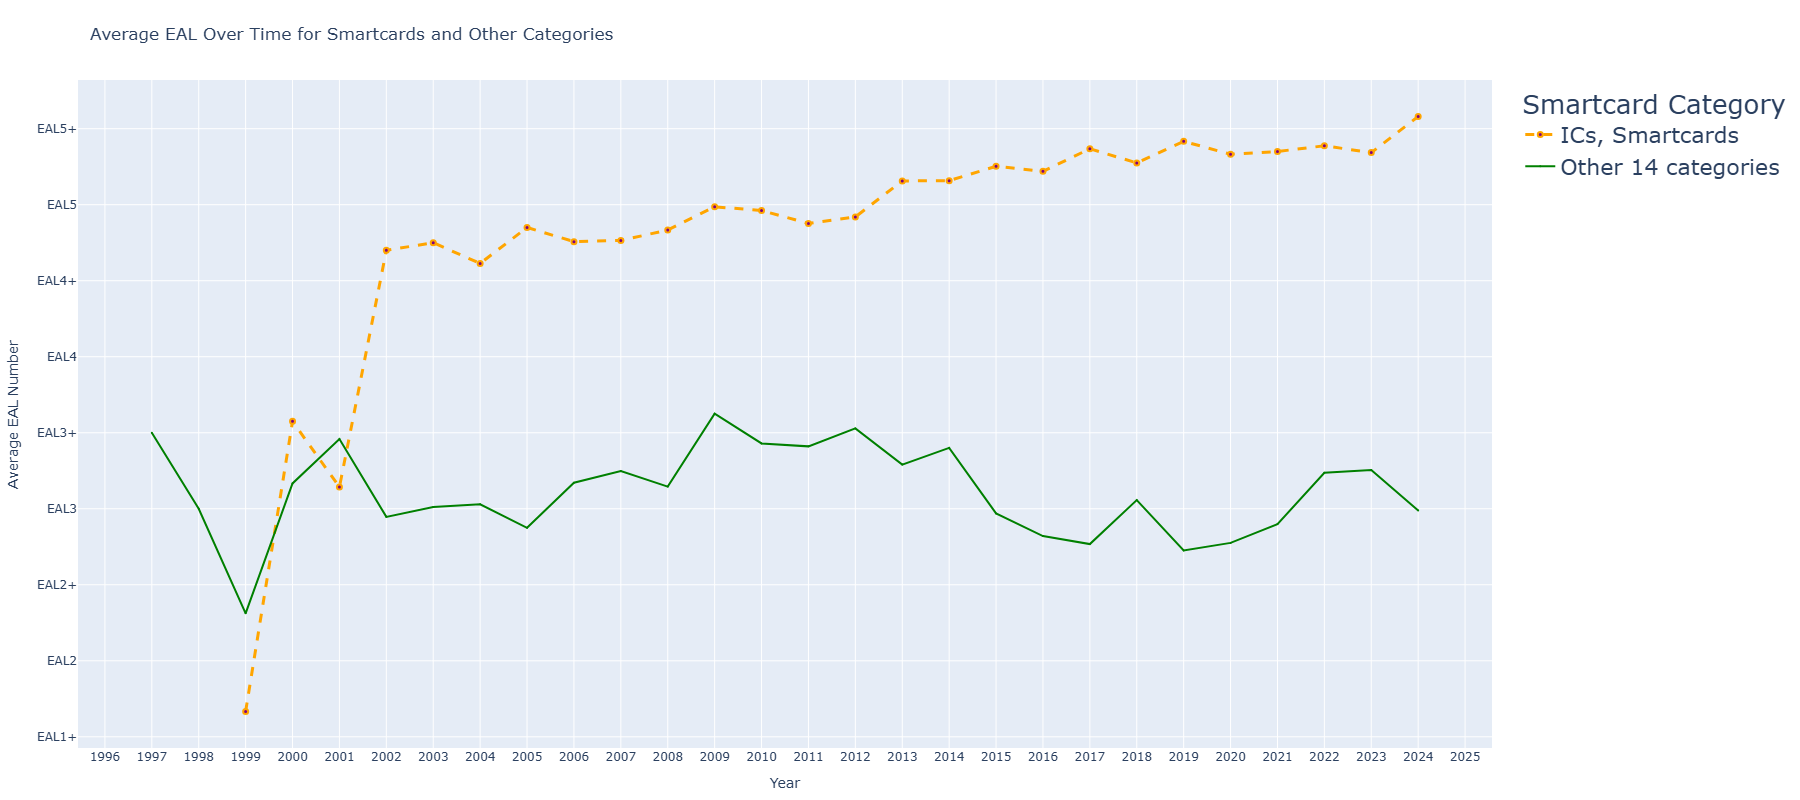 Average EAL Over Time for Smartcards and Other Categories
Smartcard Category
ICs, Smartcards
Other 14 categories
Average EAL Number
EAL5+
EAL5
EAL4+
EAL4
EAL3+
EAL3
EAL2+
EAL2
EAL1+
1996 1997 1998 1999 2000 2001 2002 2003 2004 2005 2006 2007 2008 2009 2010 2011 2012 2013 2014 2015 2016 2017 2018 2019 2020 2021 2022 2023 2024 2025
Year